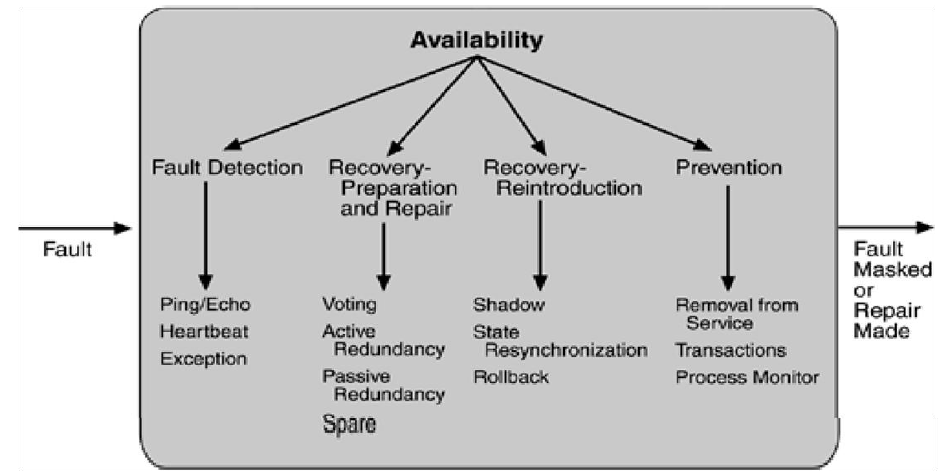 Availability
Fault Detection
Recovery-
Preparation
and Repair
Recovery-
Reintroduction
Prevention
Fault
Fault
Masked
or
Repair
Made
Ping/Echo
Heartbeat
Exception
Voting
Active
Redundancy
Passive
Redundancy
Spare
Shadow
State
Resynchronization
Rollback
Removal from
Service
Transactions
Process Monitor